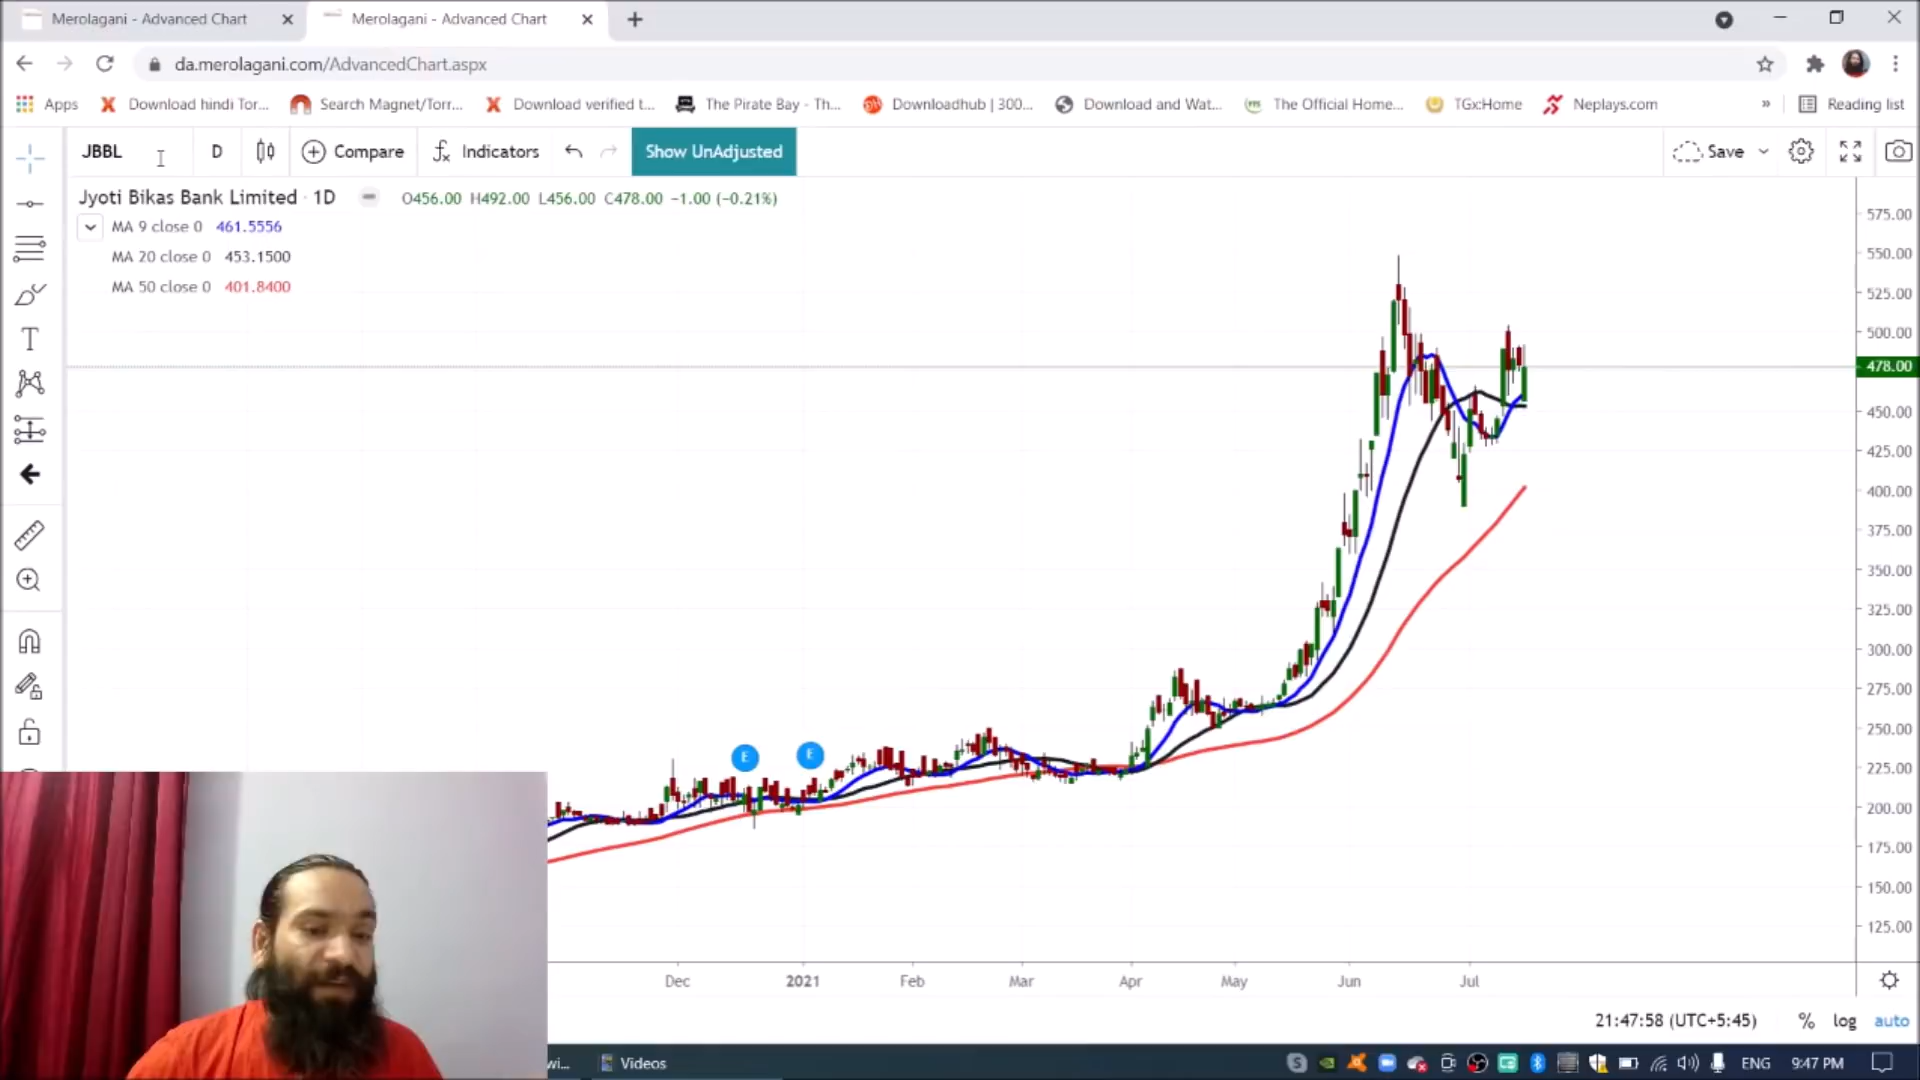 Merolagani - Advanced Chart
Merolagani - Advanced Chart
da.merolagani.com/AdvancedChart.aspx
Apps
Download hindi Tor...
Search Magnet/Torr...
Download verified t...
The Pirate Bay - Th...
Downloadhub | 300...
Download and Wat...
The Official Home...
TGx:Home
Neplays.com
»
Reading list
JBBL
D
Compare
Indicators
Show UnAdjusted
Save
Jyoti Bikas Bank Limited · 1D
O456.00 H492.00 L456.00 C478.00 −1.00 (−0.21%)
MA 9 close 0 461.5556
MA 20 close 0 453.1500
MA 50 close 0 401.8400
575.00
550.00
525.00
500.00
478.00
450.00
425.00
400.00
375.00
350.00
325.00
300.00
275.00
250.00
225.00
200.00
175.00
150.00
125.00
E
E
Dec
2021
Feb
Mar
Apr
May
Jun
Jul
21:47:58 (UTC+5:45)
%
log
auto
wi...
Videos
ENG
9:47 PM